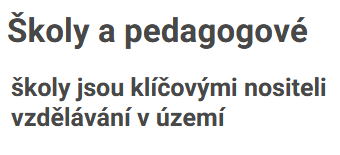 Školy a pedagogové
školy jsou klíčovými nositeli
vzdělávání v území